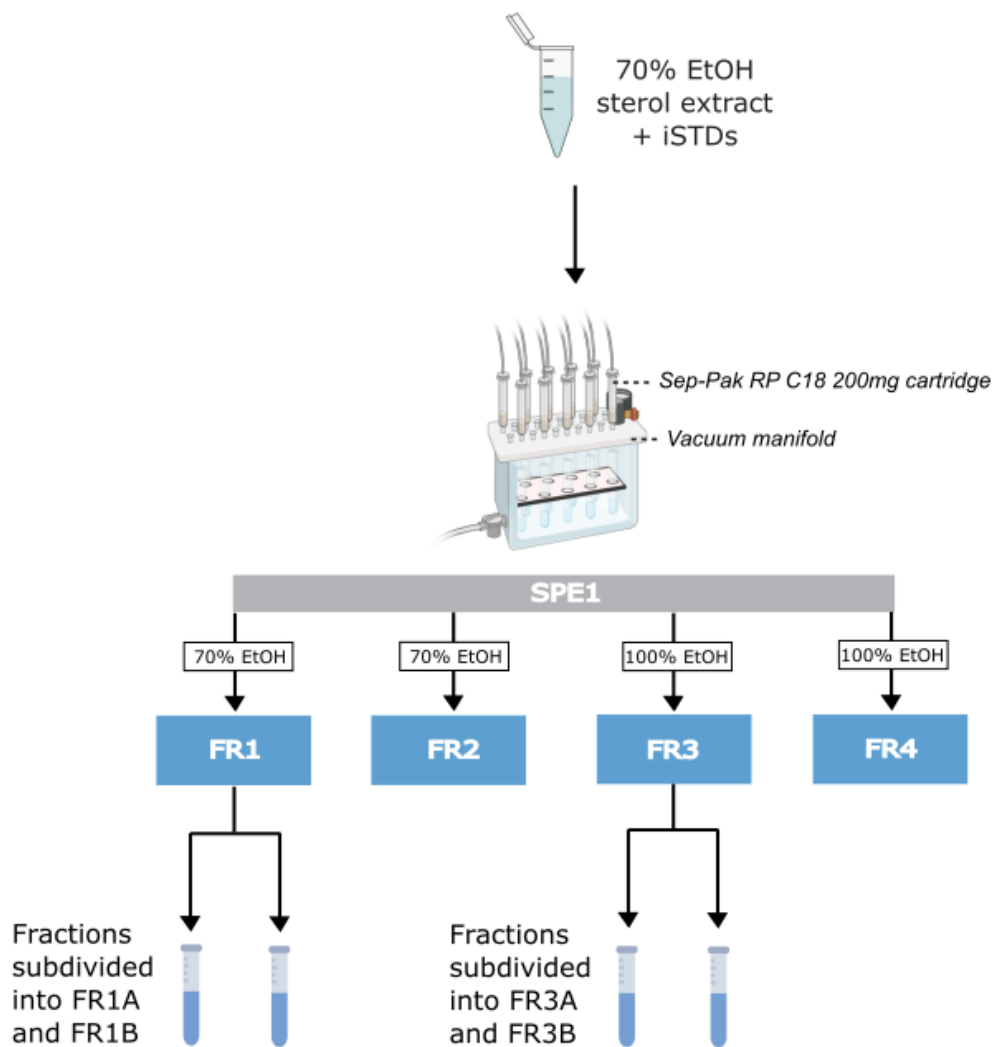 70% EtOH
sterol extract
+ iSTDs
Sep-Pak RP C18 200mg cartridge
Vacuum manifold
SPE1
70% EtOH
70% EtOH
100% EtOH
100% EtOH
FR1
FR2
FR3
FR4
Fractions
subdivided
into FR1A
and FR1B
Fractions
subdivided
into FR3A
and FR3B